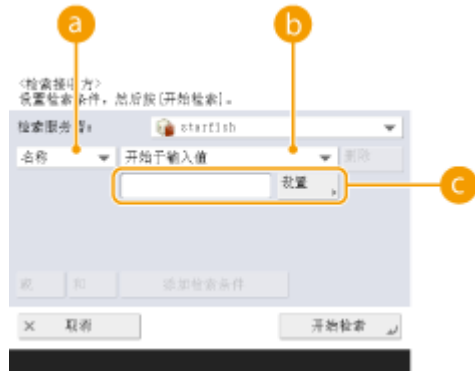 a
b
<检索接收方>
设置检索条件，然后按[开始检索]。
检索服务器:
starfish
名称
开始于输入值
删除
设置
c
或
和
添加检索条件
× 取消
开始检索